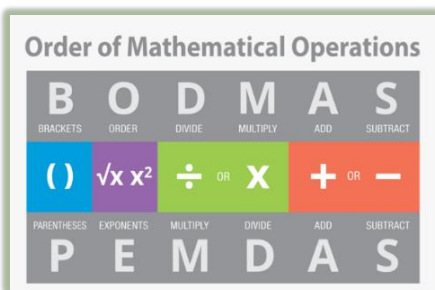 Order of Mathematical Operations
B O D M A S
BRACKETS ORDER DIVIDE MULTIPLY ADD SUBTRACT
( ) √x x² ÷ OR X + OR −
PARENTHESES EXPONENTS MULTIPLY DIVIDE ADD SUBTRACT
P E M D A S